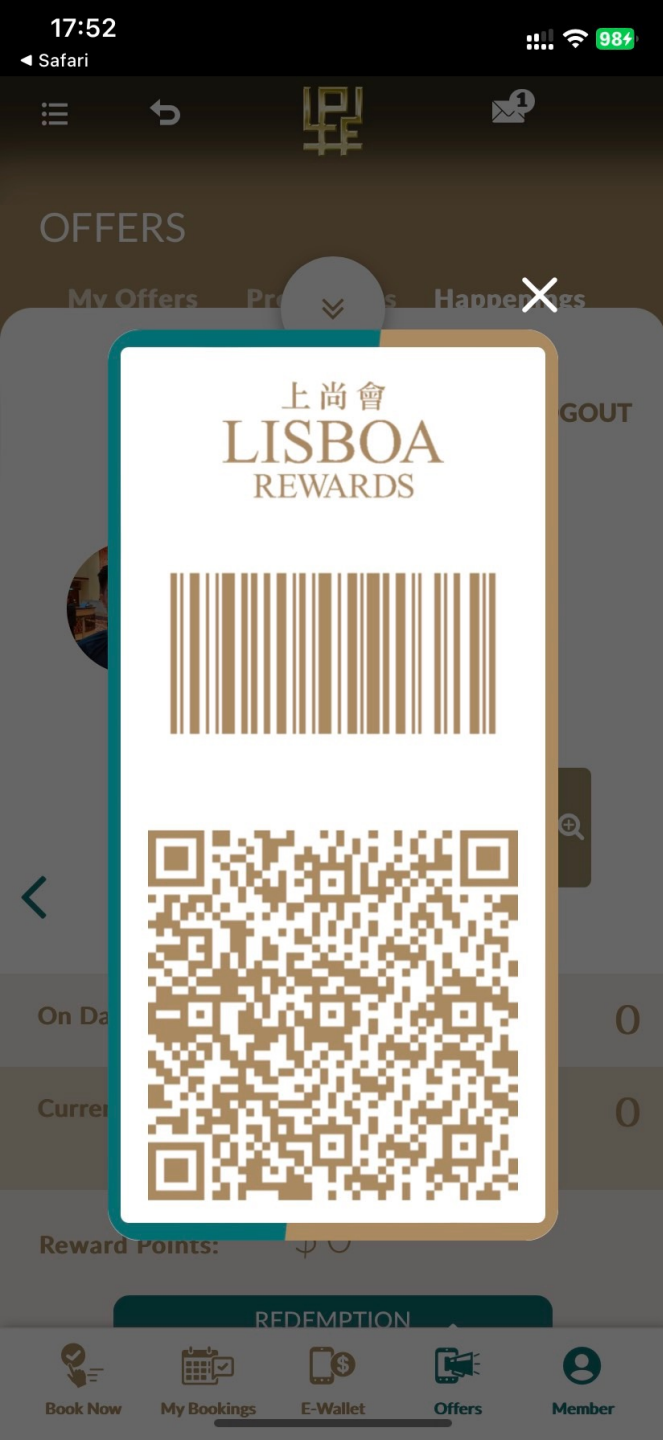 17:52
98
◀ Safari
1
OFFERS
My Offers
Happenings
上尚會
LISBOA
REWARDS
GOUT
On Da
0
Curre
0
Reward Points:
$ 0
REDEMPTION
Book Now
My Bookings
E-Wallet
Offers
Member